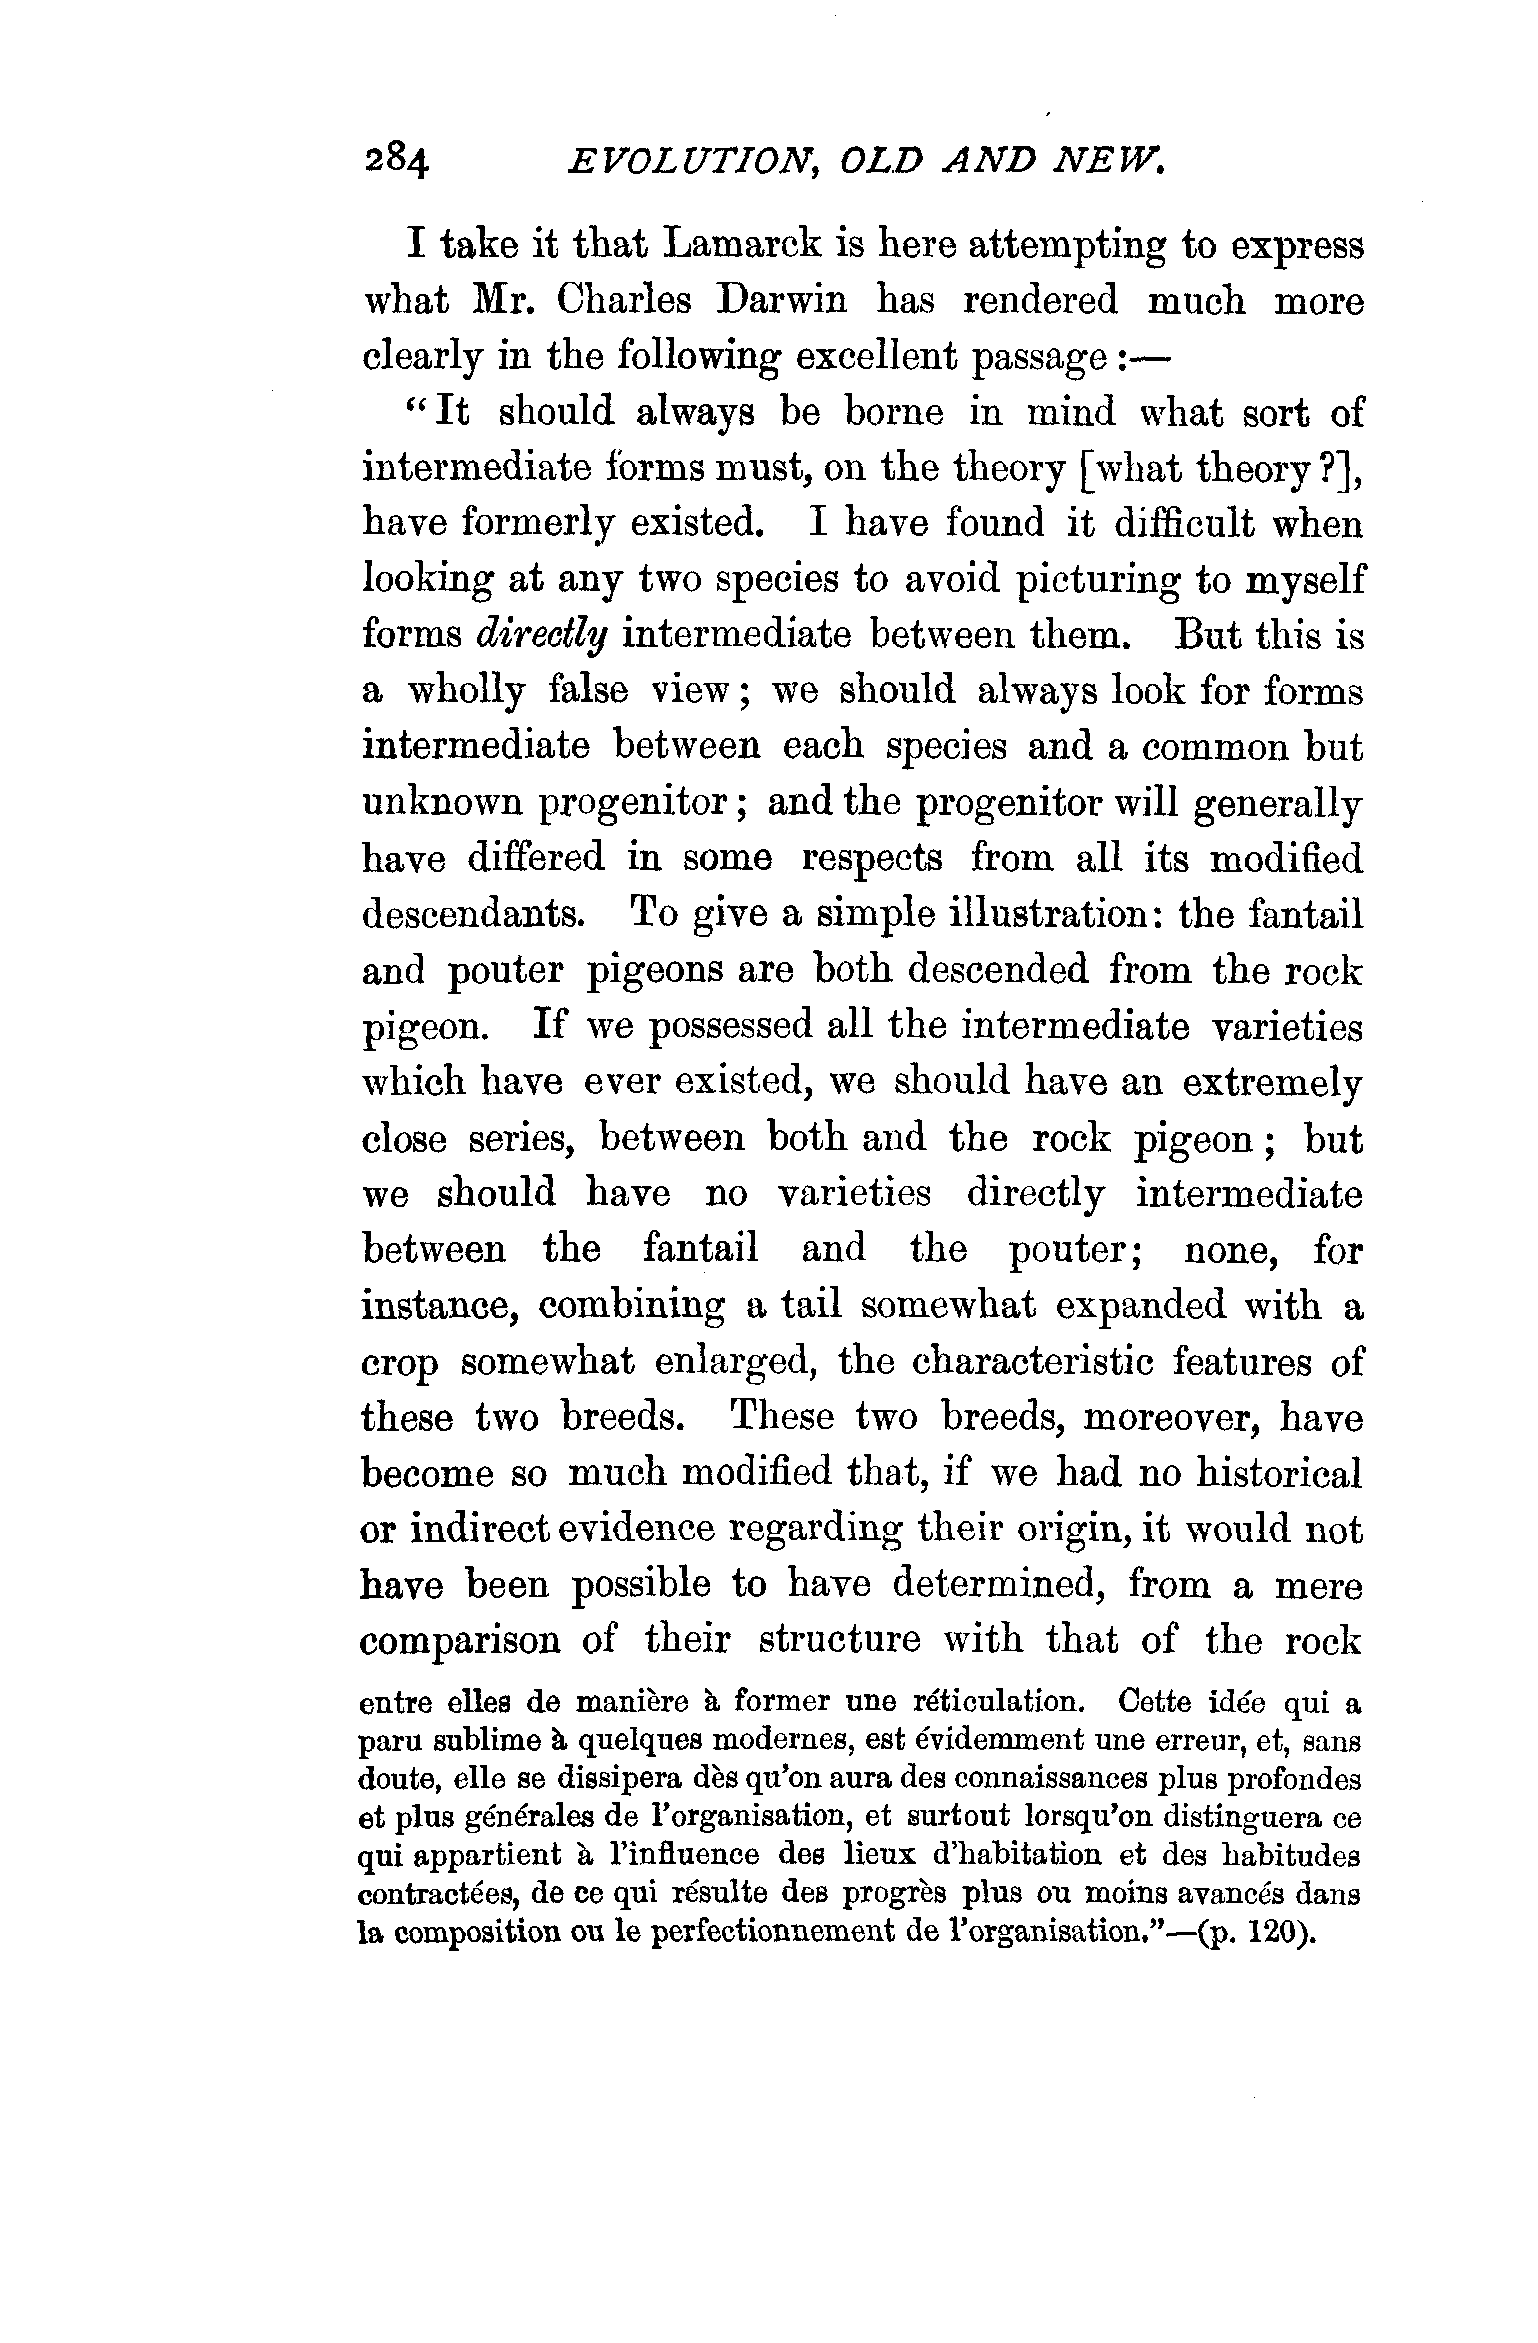 284 EVOLUTION, OLD AND NEW.
I take it that Lamarck is here attempting to express
what Mr. Charles Darwin has rendered much more
clearly in the following excellent passage :—
“It should always be borne in mind what sort of
intermediate forms must, on the theory [what theory ?],
have formerly existed. I have found it difficult when
looking at any two species to avoid picturing to myself
forms directly intermediate between them. But this is
a wholly false view ; we should always look for forms
intermediate between each species and a common but
unknown progenitor ; and the progenitor will generally
have differed in some respects from all its modified
descendants. To give a simple illustration: the fantail
and pouter pigeons are both descended from the rock
pigeon. If we possessed all the intermediate varieties
which have ever existed, we should have an extremely
close series, between both and the rock pigeon ; but
we should have no varieties directly intermediate
between the fantail and the pouter; none, for
instance, combining a tail somewhat expanded with a
crop somewhat enlarged, the characteristic features of
these two breeds. These two breeds, moreover, have
become so much modified that, if we had no historical
or indirect evidence regarding their origin, it would not
have been possible to have determined, from a mere
comparison of their structure with that of the rock
entre elles de manière à former une réticulation. Cette idée qui a
paru sublime à quelques modernes, est évidemment une erreur, et, sans
doute, elle se dissipera dès qu’on aura des connaissances plus profondes
et plus générales de l’organisation, et surtout lorsqu’on distinguera ce
qui appartient à l’influence des lieux d’habitation et des habitudes
contractées, de ce qui résulte des progrès plus ou moins avancés dans
la composition ou le perfectionnement de l’organisation.”—(p. 120).